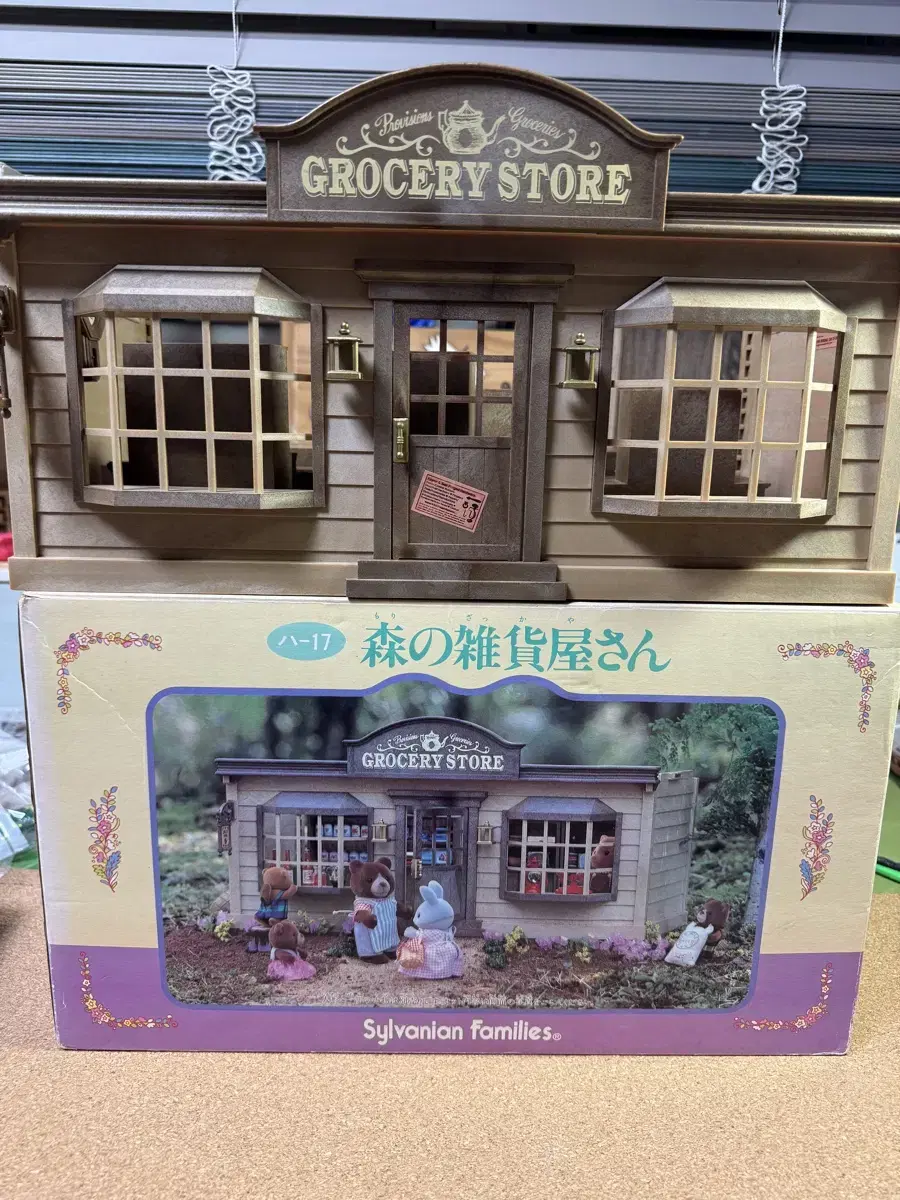 Provisions Groceries
GROCERY STORE
ハー17
もり ざっ か や
森の雑貨屋さん
Provisions Groceries
GROCERY STORE
Sylvanian Families®